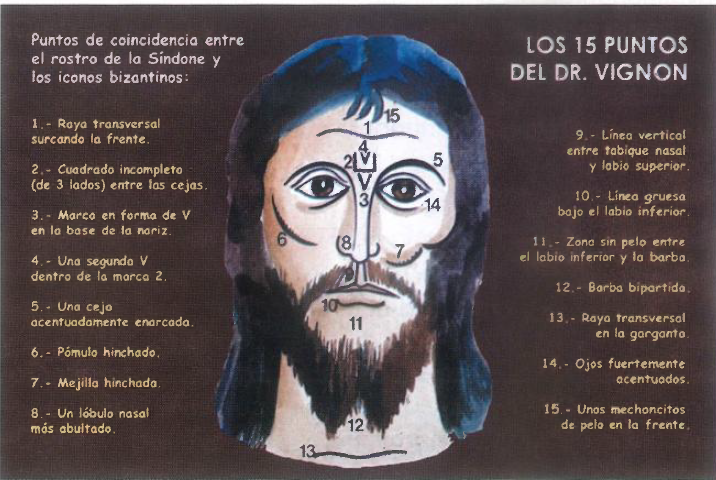 Puntos de coincidencia entre
el rostro de la Síndone y
los iconos bizantinos:
1.- Raya transversal
surcando la frente.
2.- Cuadrado incompleto
(de 3 lados) entre las cejas.
3.- Marca en forma de V
en la base de la nariz.
4.- Una segunda V
dentro de la marca 2.
5.- Una ceja
acentuadamente enarcada.
6.- Pómulo hinchado.
7.- Mejilla hinchada.
8.- Un lóbulo nasal
más abultado.
15
1
4
2
5
3
14
6
8
7
9
10
11
12
13
LOS 15 PUNTOS
DEL DR. VIGNON
9.- Línea vertical
entre tabique nasal
y labio superior.
10.- Línea gruesa
bajo el labio inferior.
11.- Zona sin pelo entre
el labio inferior y la barba.
12.- Barba bipartida.
13.- Raya transversal
en la garganta.
14.- Ojos fuertemente
acentuados.
15.- Unos mechoncitos
de pelo en la frente.